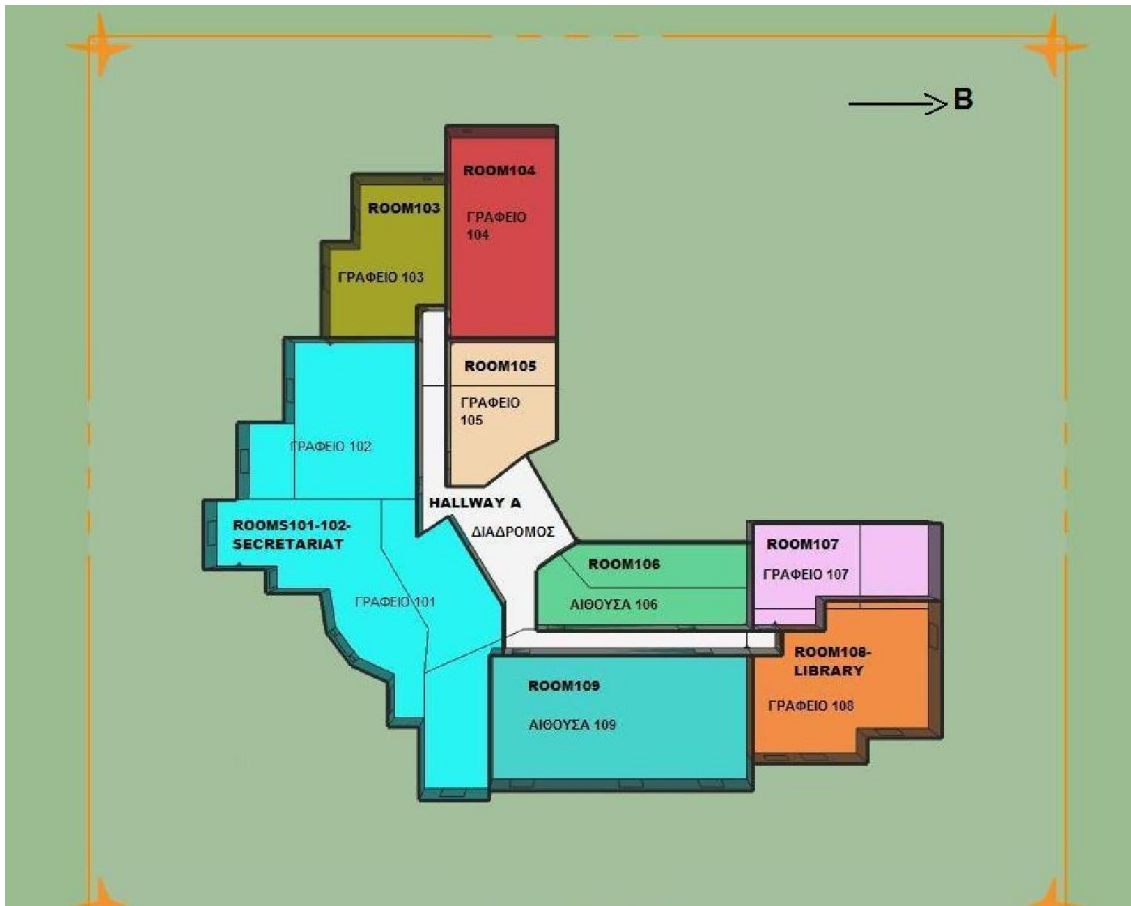 B
ROOM104
ΓΡΑΦΕΙΟ
104
ROOM103
ΓΡΑΦΕΙΟ 103
ROOM105
ΓΡΑΦΕΙΟ
105
ΓΡΑΦΕΙΟ 102
HALLWAY A
ΔΙΑΔΡΟΜΟΣ
ROOMS101-102-
SECRETARIAT
ΓΡΑΦΕΙΟ 101
ROOM106
ΑΙΘΟΥΣΑ 106
ROOM107
ΓΡΑΦΕΙΟ 107
ROOM108-
LIBRARY
ΓΡΑΦΕΙΟ 108
ROOM109
ΑΙΘΟΥΣΑ 109